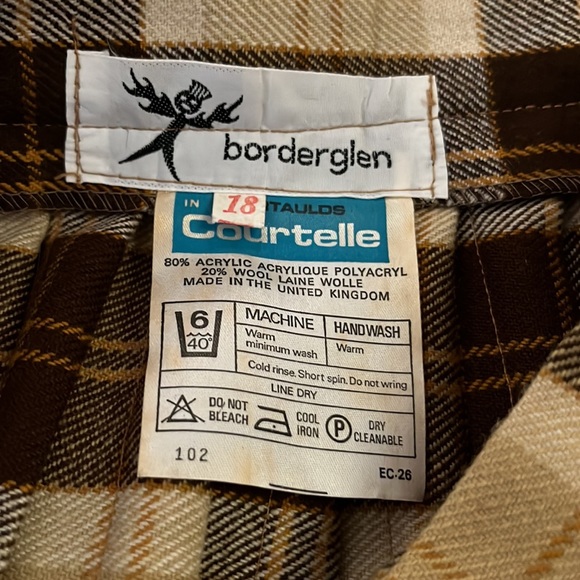 borderglen
18
IN TAULDS
Courtelle
80% ACRYLIC ACRYLIQUE POLYACRYL
20% WOOL LAINE WOLLE
MADE IN THE UNITED KINGDOM
6
40°
MACHINE
Warm
minimum wash
HANDWASH
Warm
Cold rinse. Short spin. Do not wring
LINE DRY
DO NOT
BLEACH
COOL
IRON
P
DRY
CLEANABLE
102
EC-26